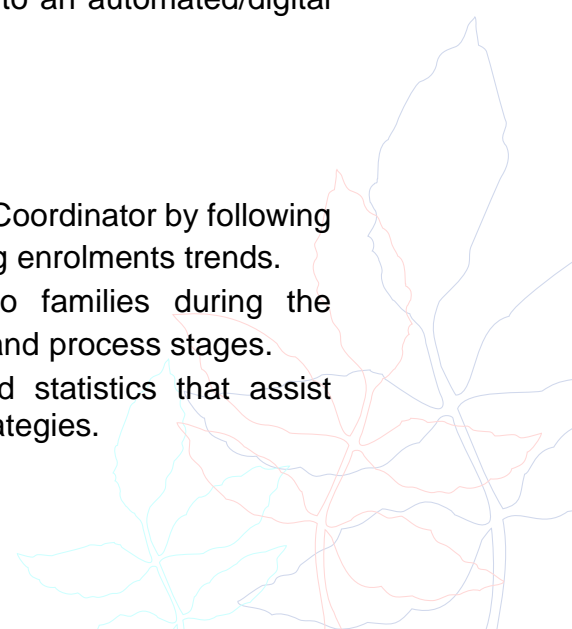 to an automated/digital
Coordinator by following
g enrolments trends.
o families during the
and process stages.
d statistics that assist
ategies.